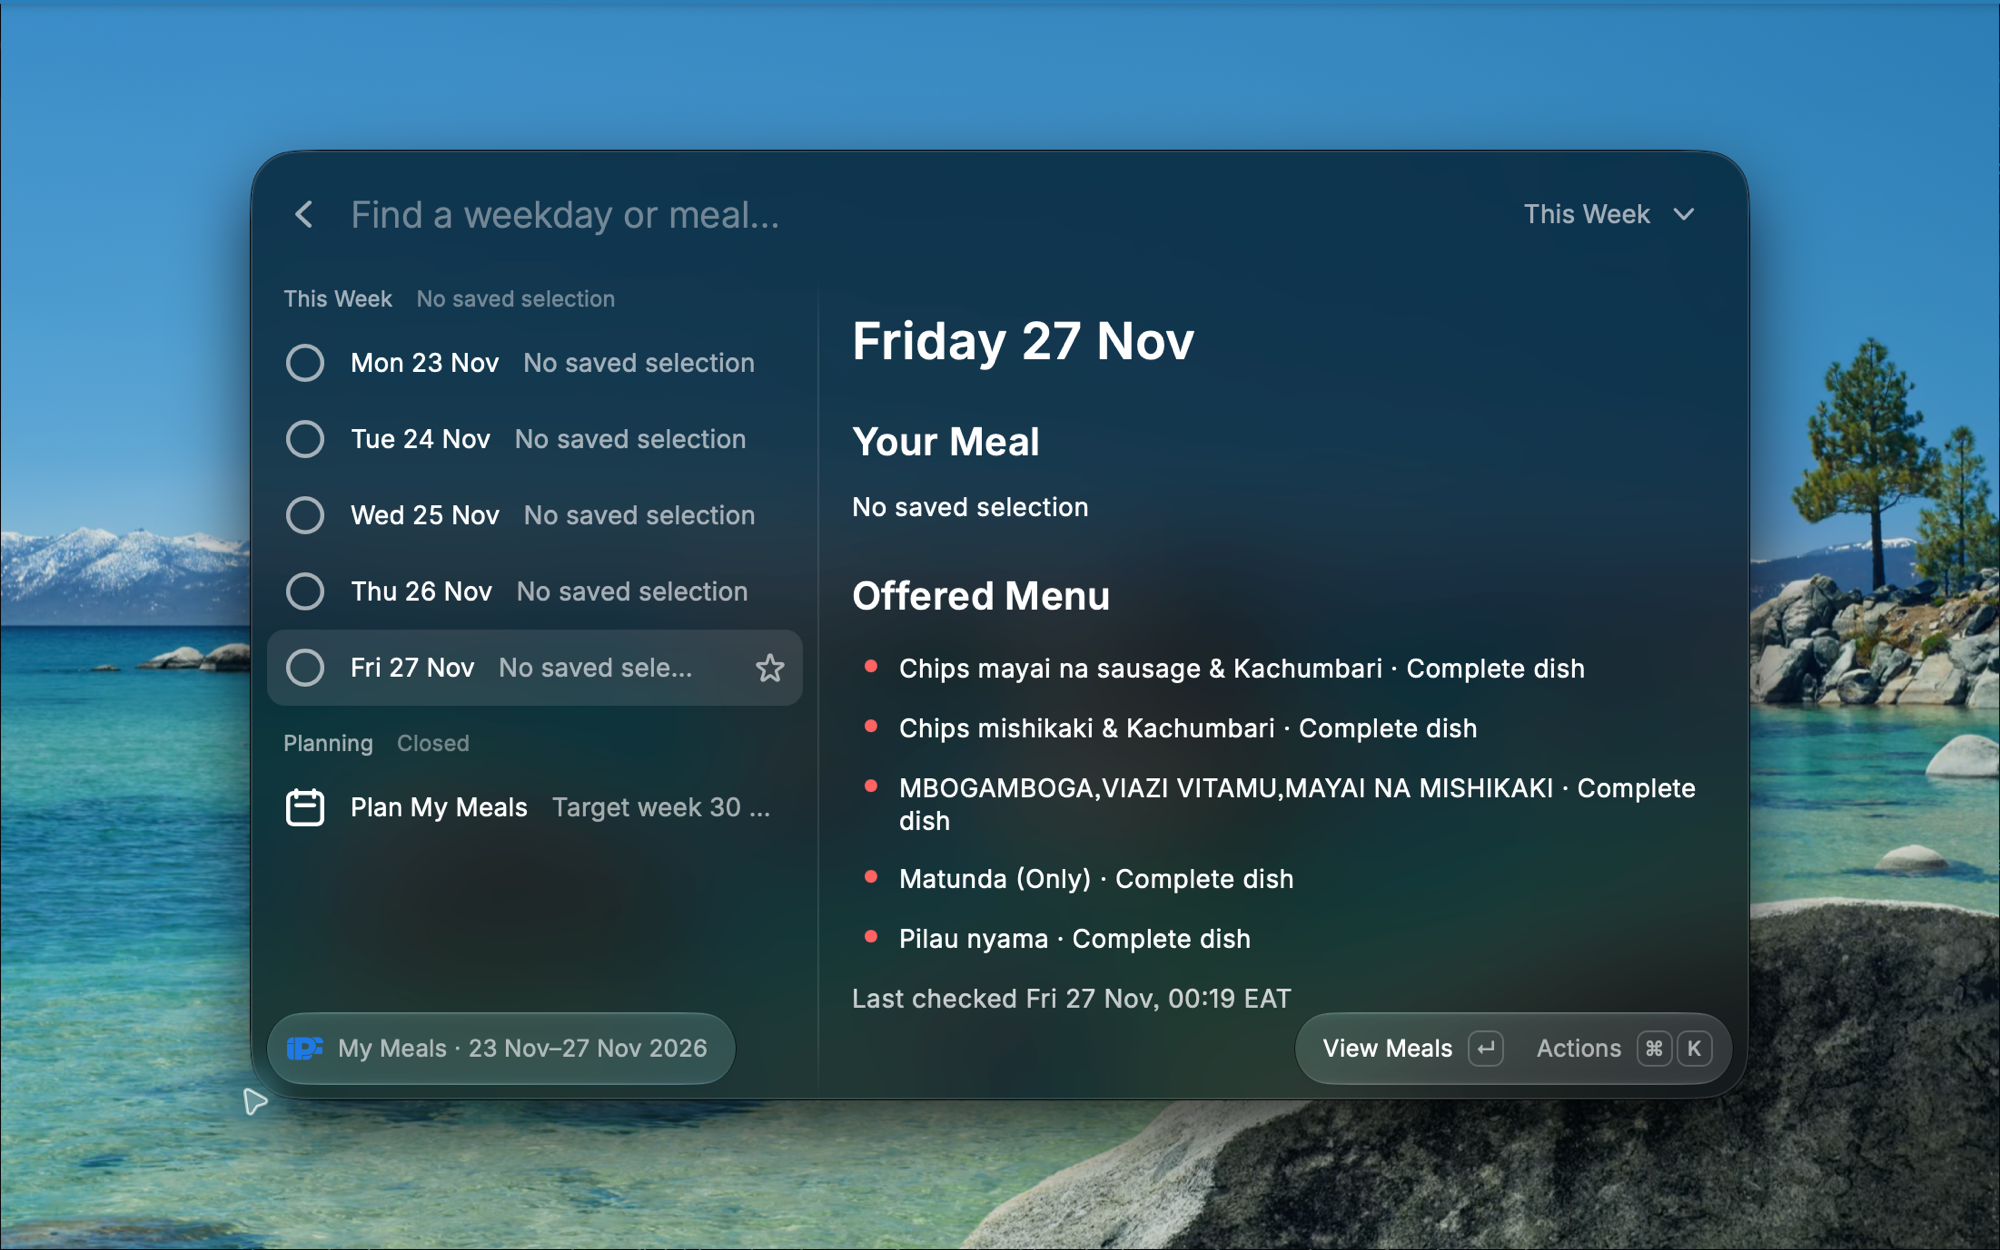 Find a weekday or meal...
This Week
This Week No saved selection
Mon 23 Nov No saved selection
Tue 24 Nov No saved selection
Wed 25 Nov No saved selection
Thu 26 Nov No saved selection
Fri 27 Nov No saved sele...
Planning Closed
Plan My Meals Target week 30 ...
Friday 27 Nov
Your Meal
No saved selection
Offered Menu
Chips mayai na sausage & Kachumbari · Complete dish
Chips mishikaki & Kachumbari · Complete dish
MBOGAMBOGA,VIAZI VITAMU,MAYAI NA MISHIKAKI · Complete
dish
Matunda (Only) · Complete dish
Pilau nyama · Complete dish
Last checked Fri 27 Nov, 00:19 EAT
My Meals · 23 Nov–27 Nov 2026
View Meals ↵ Actions ⌘ K